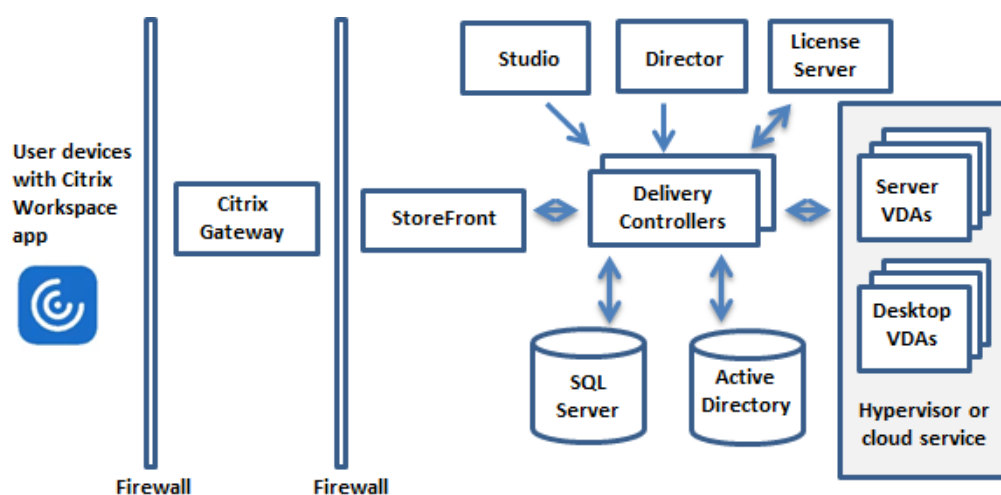 User devices
with Citrix
Workspace
app
Firewall
Citrix
Gateway
Firewall
StoreFront
Studio
Director
License
Server
Delivery
Controllers
SQL
Server
Active
Directory
Server
VDAs
Desktop
VDAs
Hypervisor or
cloud service